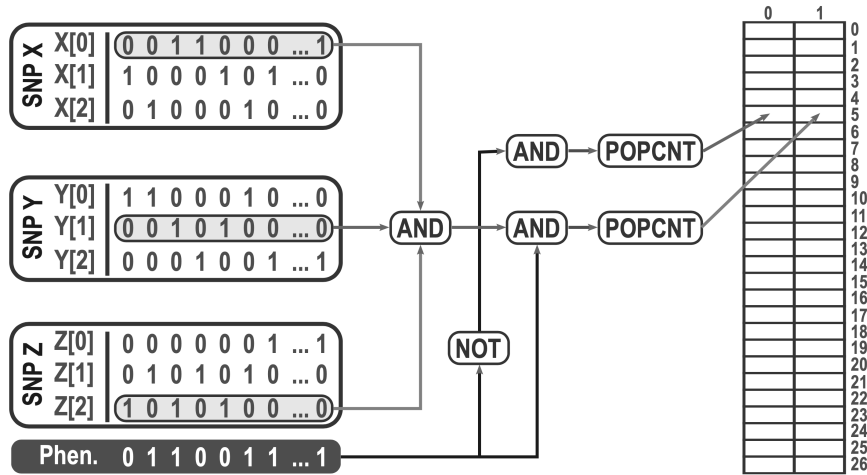 SNP X
X[0] 0 0 1 1 0 0 0 ... 1
X[1] 1 0 0 0 1 0 1 ... 0
X[2] 0 1 0 0 0 1 0 ... 0
SNP Y
Y[0] 1 1 0 0 0 1 0 ... 0
Y[1] 0 0 1 0 1 0 0 ... 0
Y[2] 0 0 0 1 0 0 1 ... 1
SNP Z
Z[0] 0 0 0 0 0 0 1 ... 1
Z[1] 0 1 0 1 0 1 0 ... 0
Z[2] 1 0 1 0 1 0 0 ... 0
Phen. 0 1 1 0 0 1 1 ... 1
AND
NOT
AND POPCNT
AND POPCNT
0 1
0
1
2
3
4
5
6
7
8
9
10
11
12
13
14
15
16
17
18
19
20
21
22
23
24
25
26